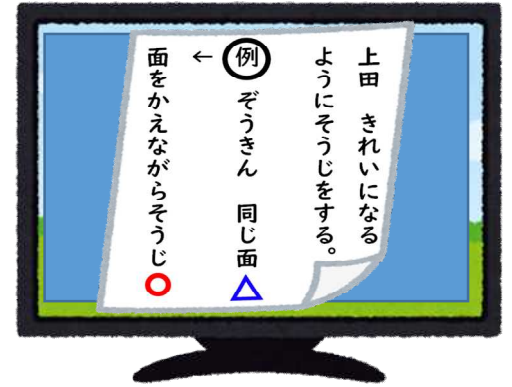 上田　きれいになる
ようにそうじをする。
例　ぞうきん　同じ面△
←
面をかえながらそうじ○